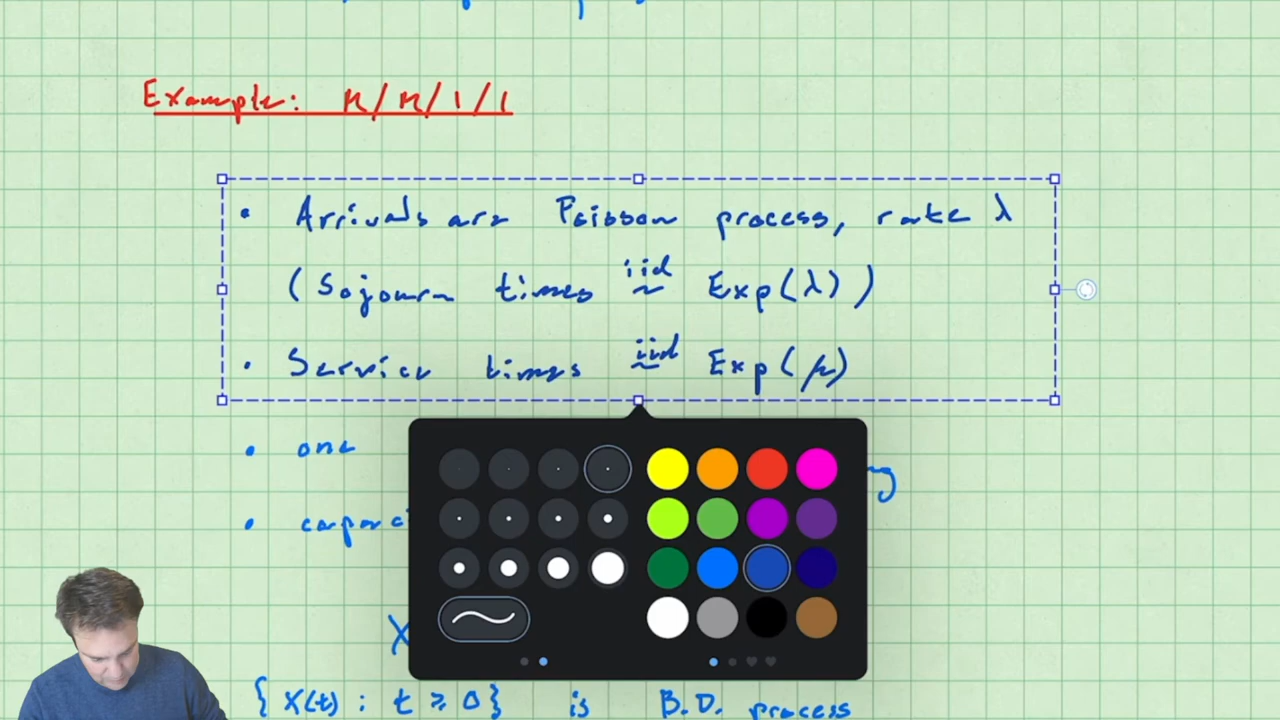 Example: M/M/1/1
• Arrivals are Poisson process, rate λ
(Sojourn times iid ~ Exp(λ))
• Service times iid ~ Exp(μ)
• one
•
X
{X(t) : t ≥ 0} is B.D. process